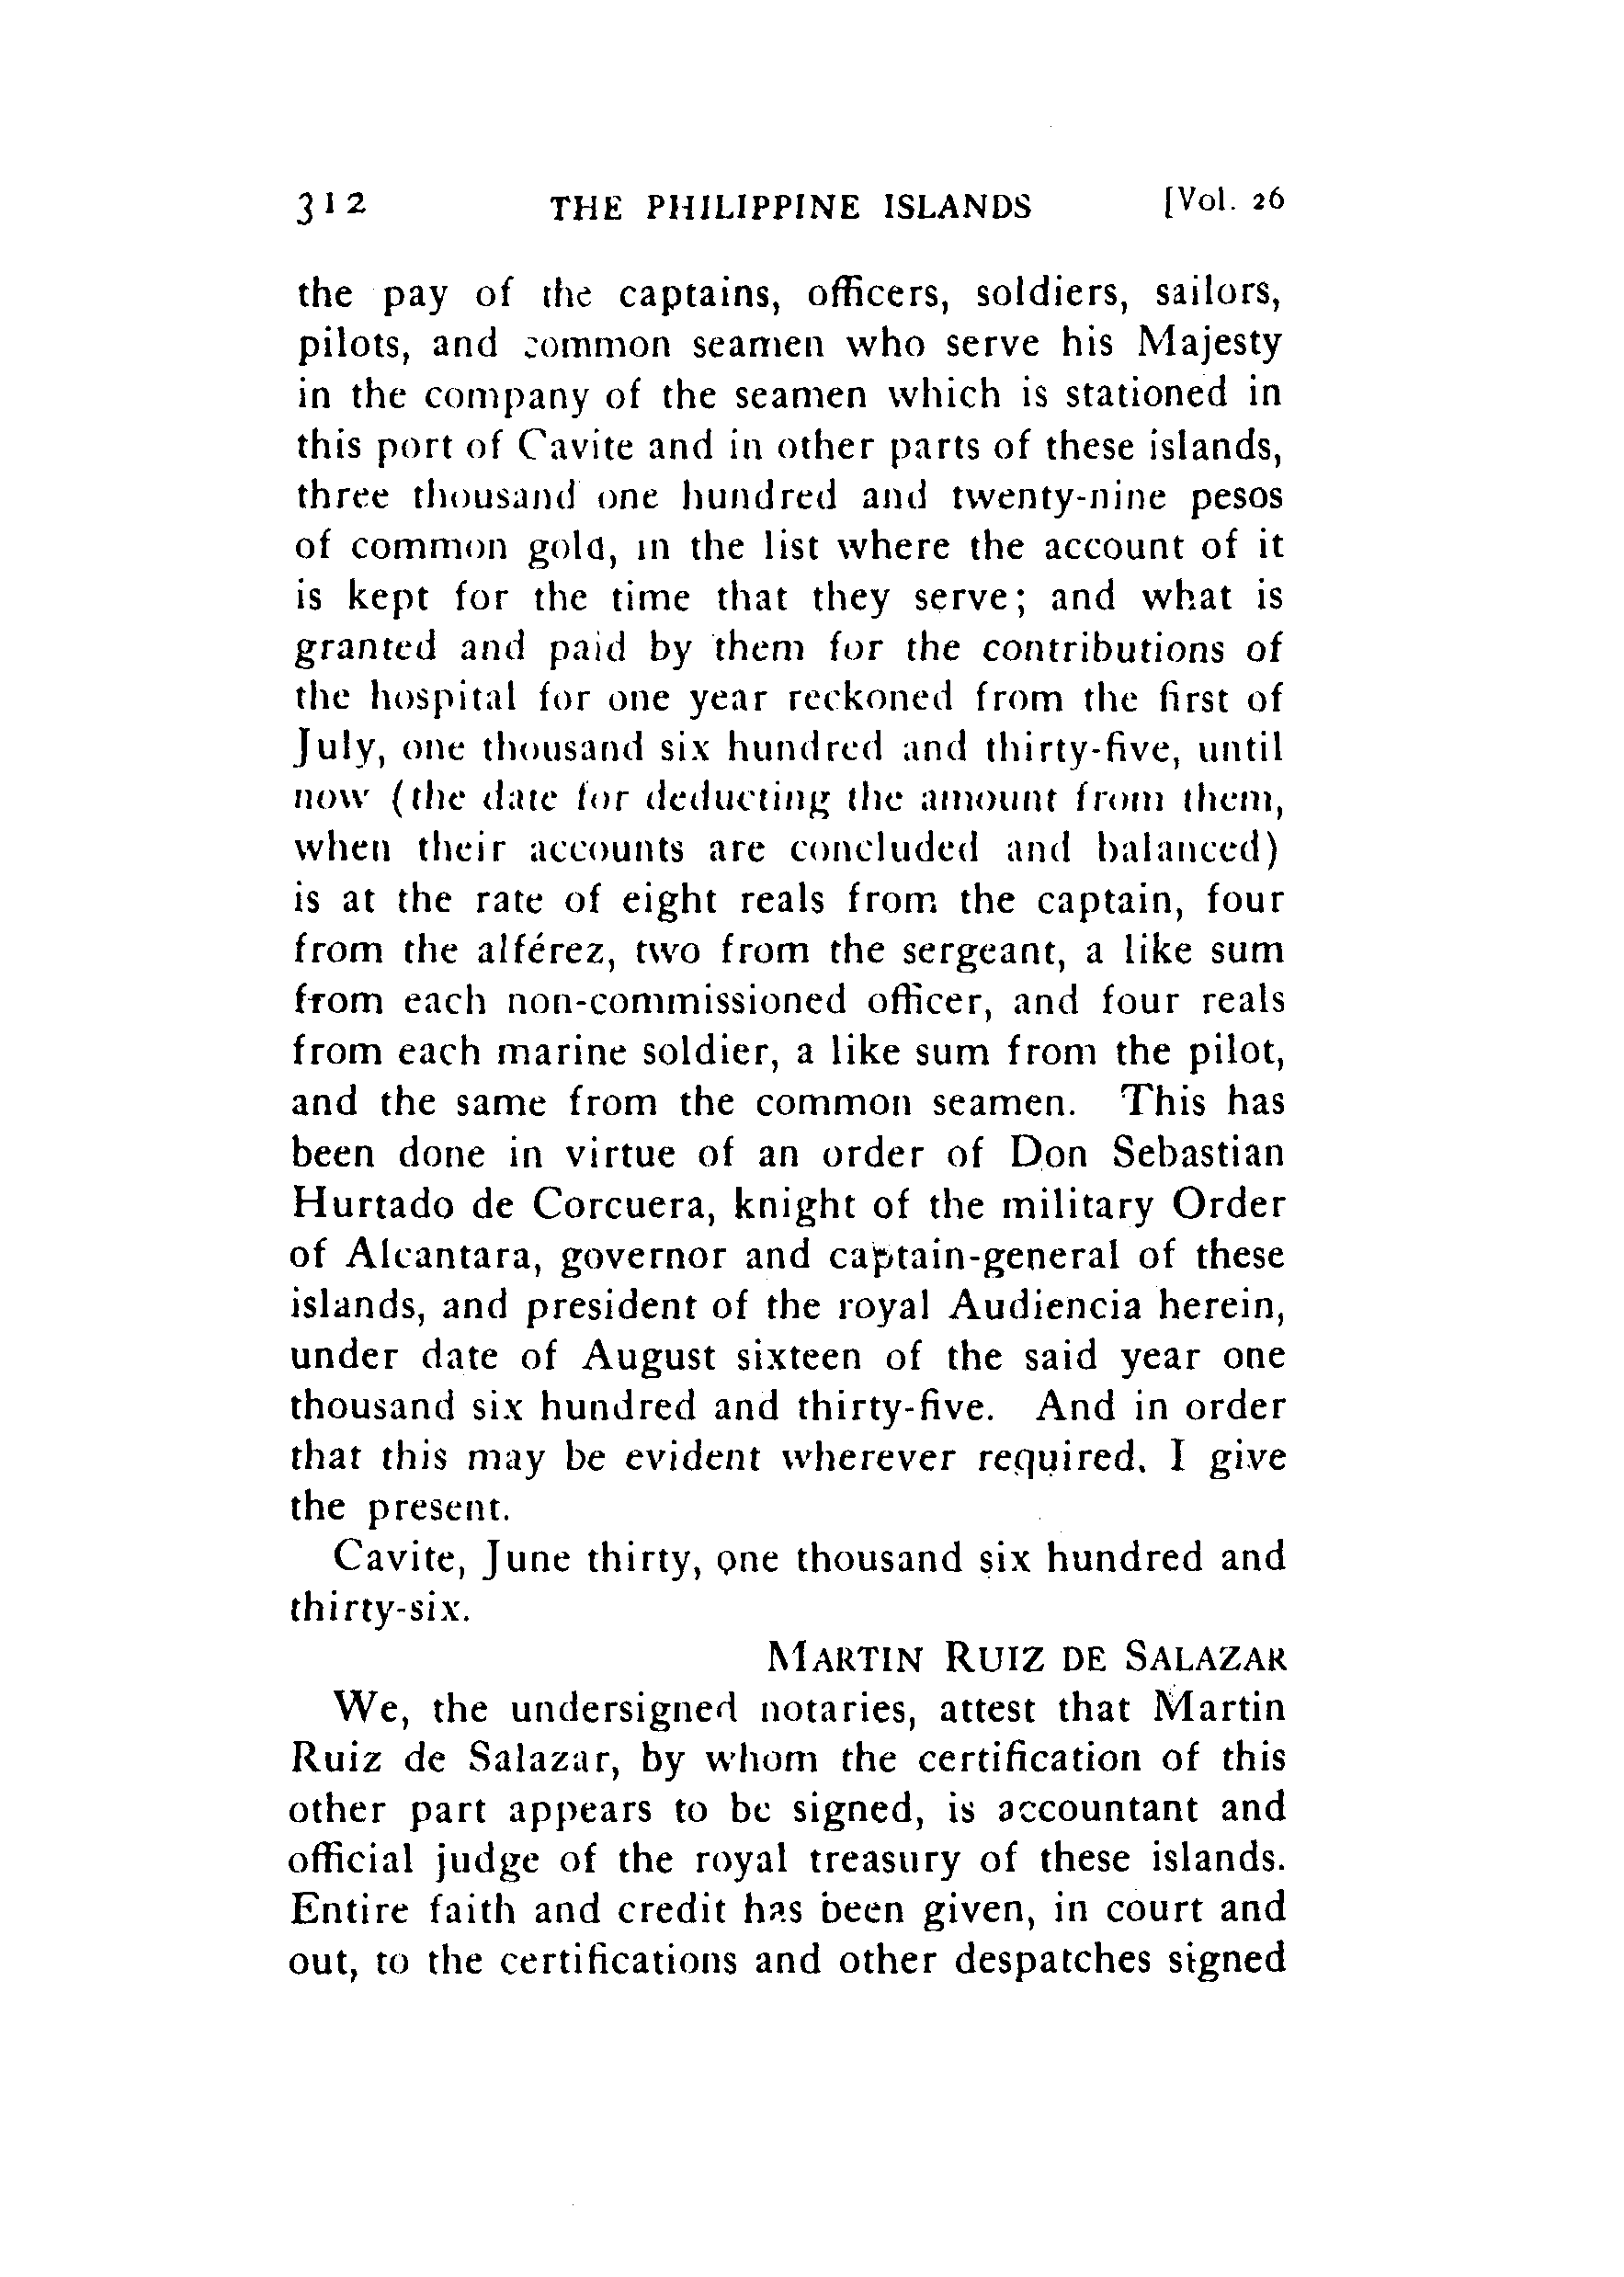 312 THE PHILIPPINE ISLANDS [Vol. 26
the pay of the captains, officers, soldiers, sailors,
pilots, and common seamen who serve his Majesty
in the company of the seamen which is stationed in
this port of Cavite and in other parts of these islands,
three thousand one hundred and twenty-nine pesos
of common gold, in the list where the account of it
is kept for the time that they serve; and what is
granted and paid by them for the contributions of
the hospital for one year reckoned from the first of
July, one thousand six hundred and thirty-five, until
now (the date for deducting the amount from them,
when their accounts are concluded and balanced)
is at the rate of eight reals from the captain, four
from the alférez, two from the sergeant, a like sum
from each non-commissioned officer, and four reals
from each marine soldier, a like sum from the pilot,
and the same from the common seamen. This has
been done in virtue of an order of Don Sebastian
Hurtado de Corcuera, knight of the military Order
of Alcantara, governor and captain-general of these
islands, and president of the royal Audiencia herein,
under date of August sixteen of the said year one
thousand six hundred and thirty-five. And in order
that this may be evident wherever required, I give
the present.
Cavite, June thirty, one thousand six hundred and
thirty-six.
MARTIN RUIZ DE SALAZAR
We, the undersigned notaries, attest that Martin
Ruiz de Salazar, by whom the certification of this
other part appears to be signed, is accountant and
official judge of the royal treasury of these islands.
Entire faith and credit has been given, in court and
out, to the certifications and other despatches signed